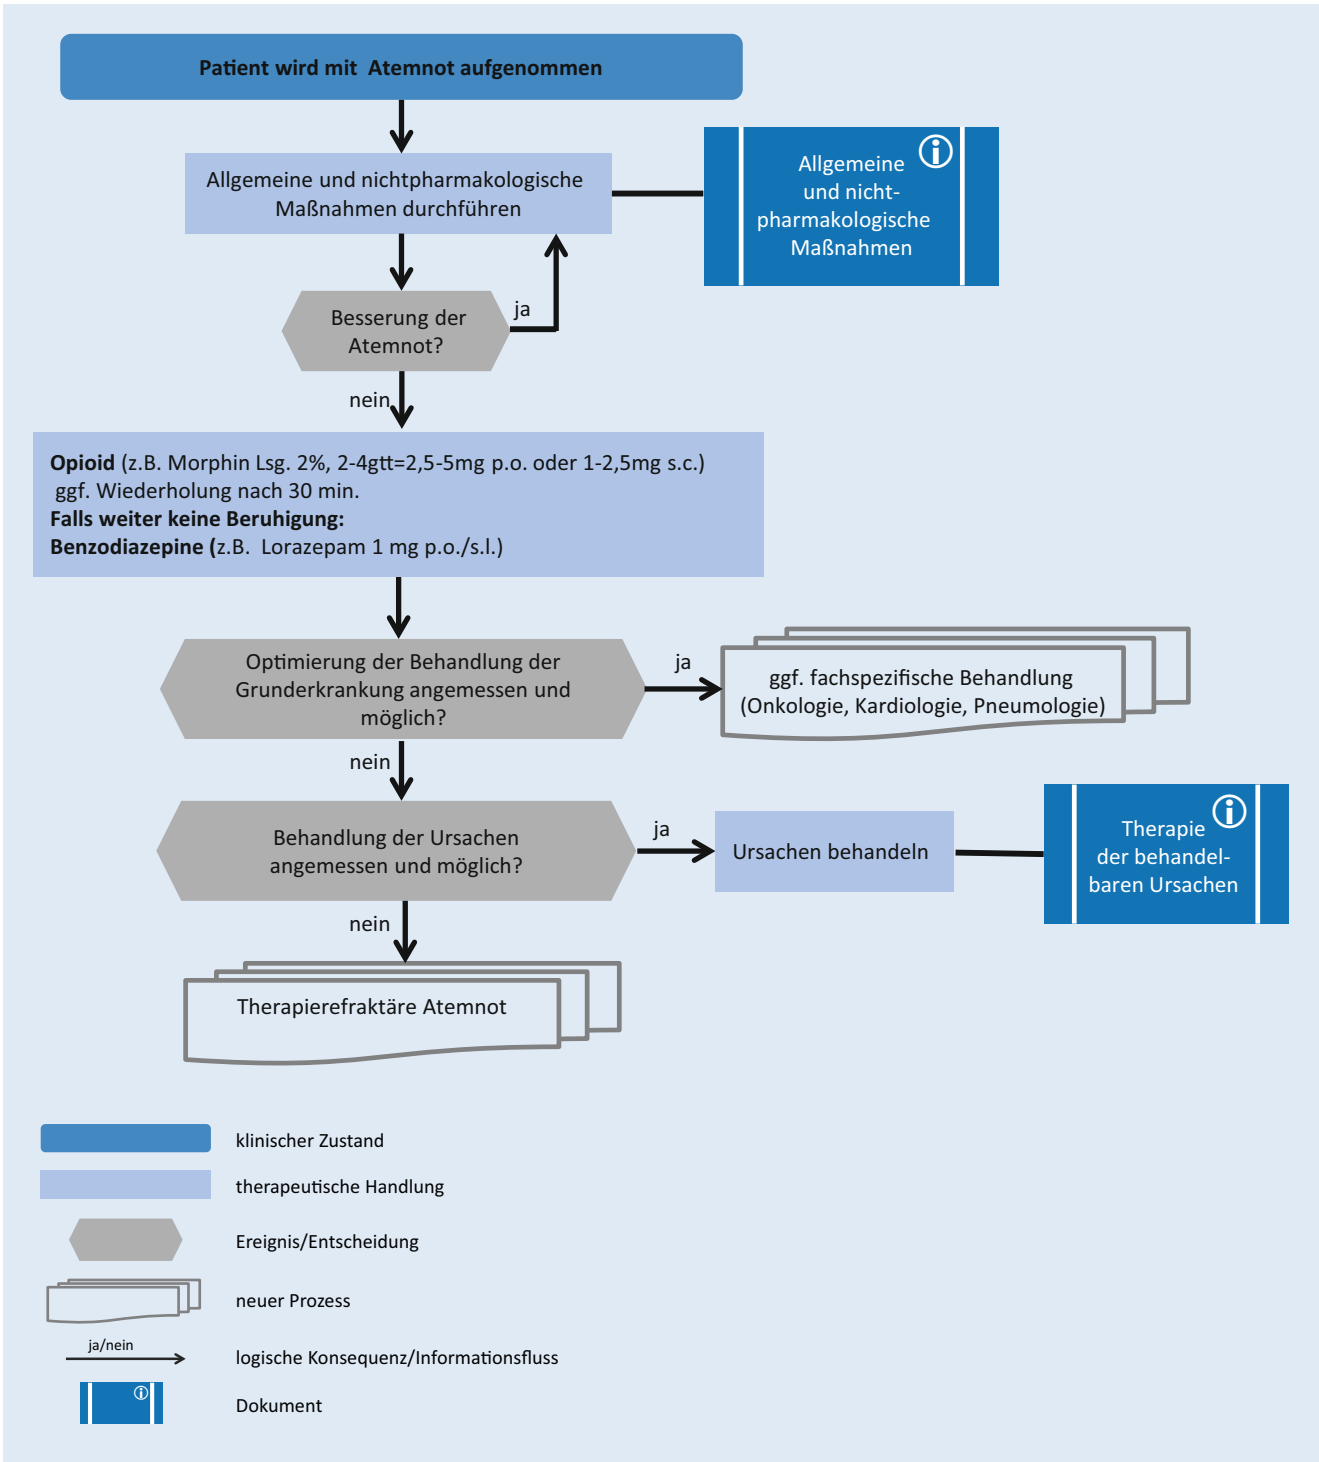 Patient wird mit Atemnot aufgenommen
Allgemeine und nichtpharmakologische
Maßnahmen durchführen
Allgemeine
und nicht-
pharmakologische
Maßnahmen
Besserung der
Atemnot?
ja
nein
Opioid (z.B. Morphin Lsg. 2%, 2-4gtt=2,5-5mg p.o. oder 1-2,5mg s.c.)
ggf. Wiederholung nach 30 min.
Falls weiter keine Beruhigung:
Benzodiazepine (z.B. Lorazepam 1 mg p.o./s.l.)
Optimierung der Behandlung der
Grunderkrankung angemessen und
möglich?
ja
ggf. fachspezifische Behandlung
(Onkologie, Kardiologie, Pneumologie)
nein
Behandlung der Ursachen
angemessen und möglich?
ja
Ursachen behandeln
Therapie
der behandel-
baren Ursachen
nein
Therapierefraktäre Atemnot
klinischer Zustand
therapeutische Handlung
Ereignis/Entscheidung
neuer Prozess
ja/nein
logische Konsequenz/Informationsfluss
Dokument